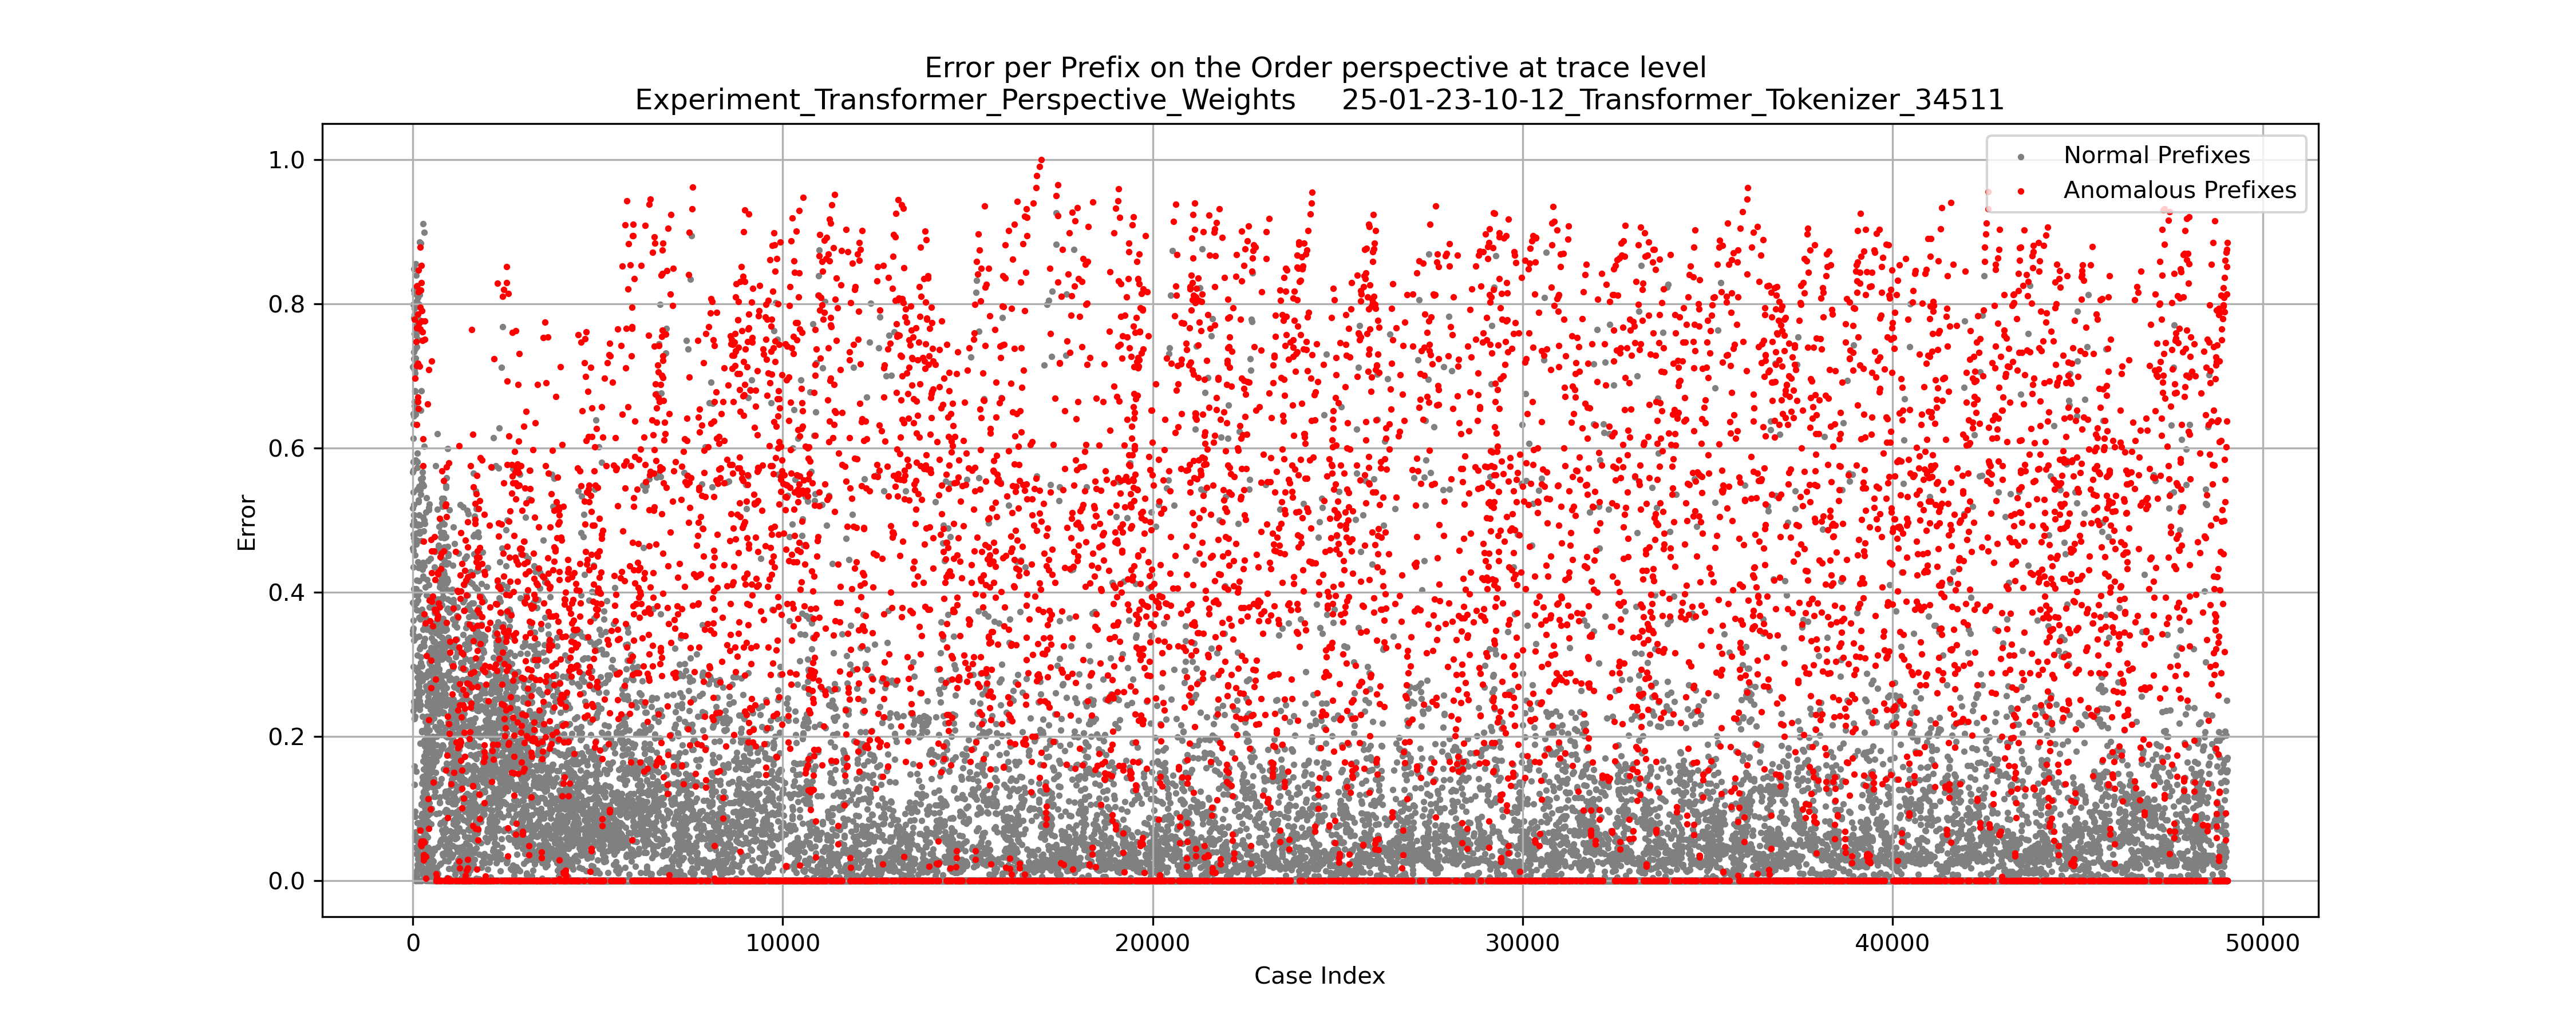 Error per Prefix on the Order perspective at trace level
Experiment_Transformer_Perspective_Weights 25-01-23-10-12_Transformer_Tokenizer_34511
Normal Prefixes
Anomalous Prefixes
1.0
0.8
0.6
0.4
0.2
0.0
Error
0 10000 20000 30000 40000 50000
Case Index